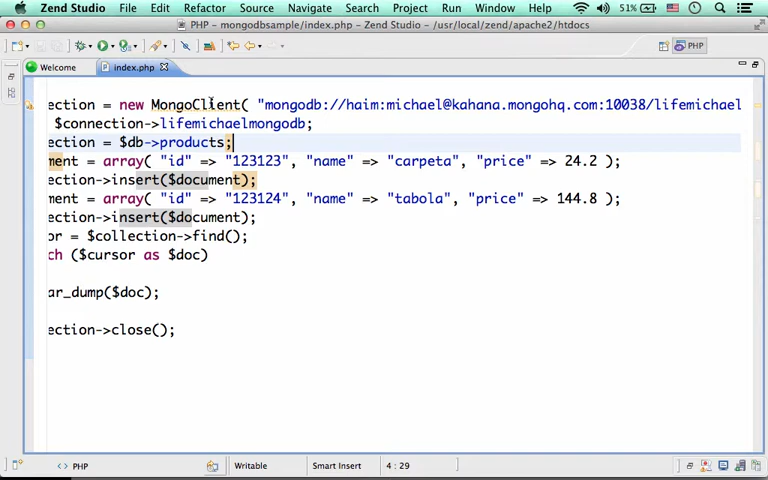 Zend Studio File Edit Refactor Source Navigate Search Project Run Window Help 51%
PHP - mongodbsample/index.php - Zend Studio - /usr/local/zend/apache2/htdocs
PHP
Welcome index.php
ection = new MongoClient( "mongodb://haim:michael@kahana.mongohq.com:10038/lifemichael
$connection->lifemichaelmongodb;
ection = $db->products;
ment = array( "id" => "123123", "name" => "carpeta", "price" => 24.2 );
ection->insert($document);
ment = array( "id" => "123124", "name" => "tabola", "price" => 144.8 );
ection->insert($document);
or = $collection->find();
ch ($cursor as $doc)
ar_dump($doc);
ection->close();
<> PHP Writable Smart Insert 4 : 29